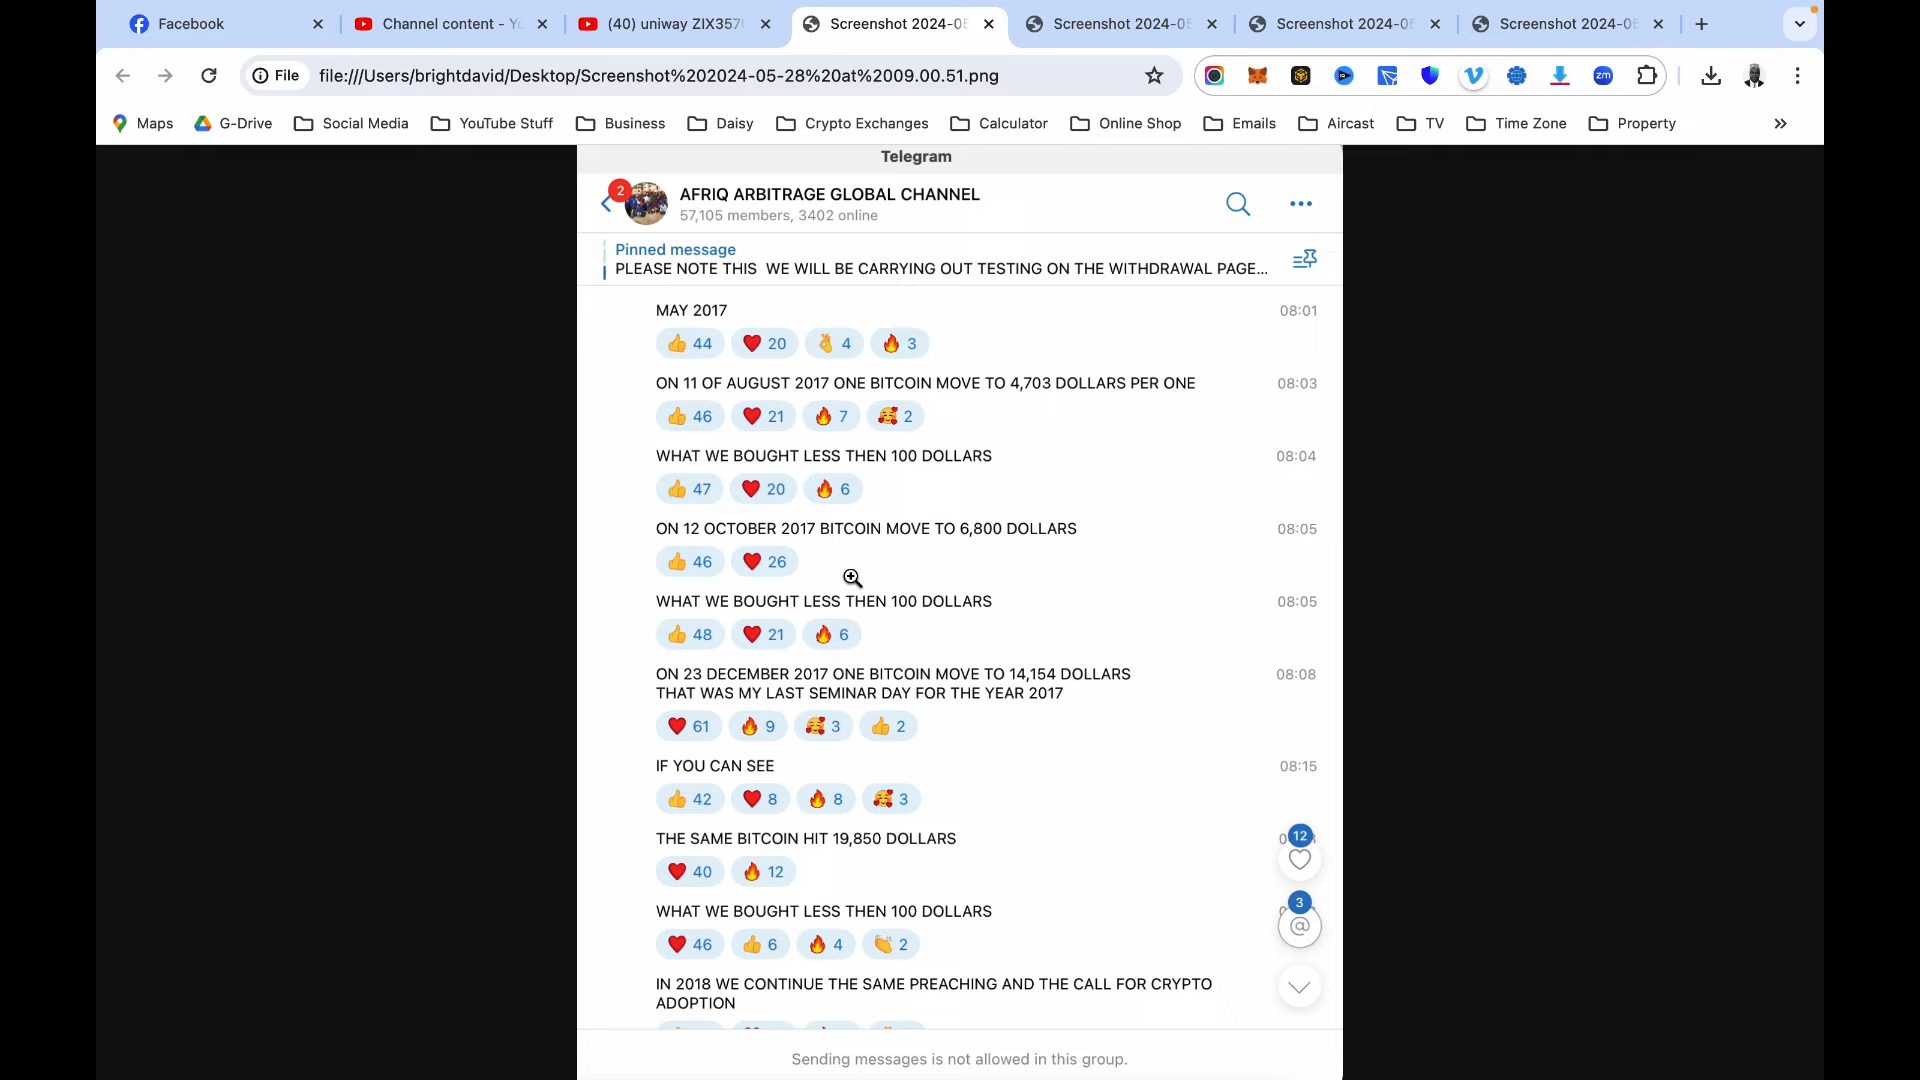 Facebook
Channel content - Yo
(40) uniway ZIX357
Screenshot 2024-05
Screenshot 2024-05
Screenshot 2024-05
Screenshot 2024-05
File
file:///Users/brightdavid/Desktop/Screenshot%202024-05-28%20at%2009.00.51.png
zm
Maps
G-Drive
Social Media
YouTube Stuff
Business
Daisy
Crypto Exchanges
Calculator
Online Shop
Emails
Aircast
TV
Time Zone
Property
Telegram
2
AFRIQ ARBITRAGE GLOBAL CHANNEL
57,105 members, 3402 online
Pinned message
PLEASE NOTE THIS WE WILL BE CARRYING OUT TESTING ON THE WITHDRAWAL PAGE...
MAY 2017 08:01
👍 44 ❤️ 20 👌 4 🔥 3
ON 11 OF AUGUST 2017 ONE BITCOIN MOVE TO 4,703 DOLLARS PER ONE 08:03
👍 46 ❤️ 21 🔥 7 🥰 2
WHAT WE BOUGHT LESS THEN 100 DOLLARS 08:04
👍 47 ❤️ 20 🔥 6
ON 12 OCTOBER 2017 BITCOIN MOVE TO 6,800 DOLLARS 08:05
👍 46 ❤️ 26
WHAT WE BOUGHT LESS THEN 100 DOLLARS 08:05
👍 48 ❤️ 21 🔥 6
ON 23 DECEMBER 2017 ONE BITCOIN MOVE TO 14,154 DOLLARS 08:08
THAT WAS MY LAST SEMINAR DAY FOR THE YEAR 2017
❤️ 61 🔥 9 🥰 3 👍 2
IF YOU CAN SEE 08:15
👍 42 ❤️ 8 🔥 8 🥰 3
THE SAME BITCOIN HIT 19,850 DOLLARS
12
❤️ 40 🔥 12
WHAT WE BOUGHT LESS THEN 100 DOLLARS
3
@
❤️ 46 👍 6 🔥 4 👏 2
IN 2018 WE CONTINUE THE SAME PREACHING AND THE CALL FOR CRYPTO
ADOPTION
Sending messages is not allowed in this group.